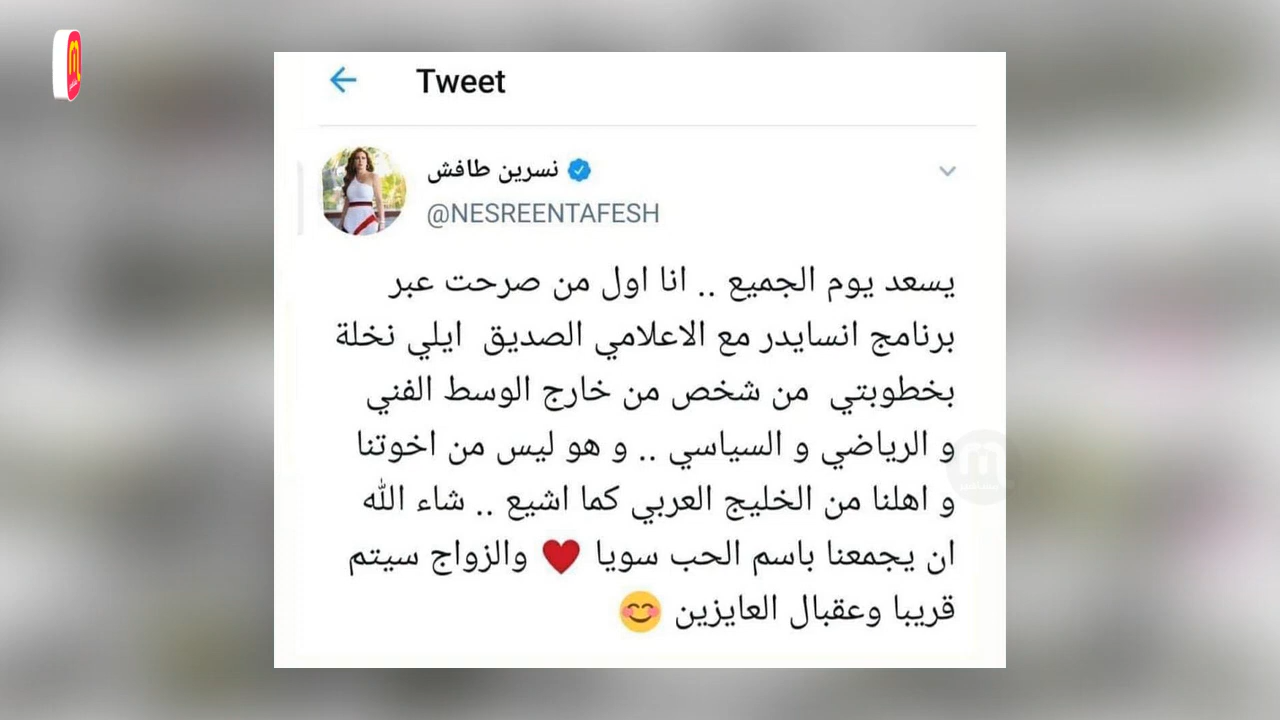 Tweet
نسرين طافش
@NESREENTAFESH
يسعد يوم الجميع .. انا اول من صرحت عبر
برنامج انسايدر مع الاعلامي الصديق ايلي نخلة
بخطوبتي من شخص من خارج الوسط الفني
و الرياضي و السياسي .. و هو ليس من اخوتنا
و اهلنا من الخليج العربي كما اشيع .. شاء الله
ان يجمعنا باسم الحب سويا ❤️ والزواج سيتم
قريبا وعقبال العايزين 😊